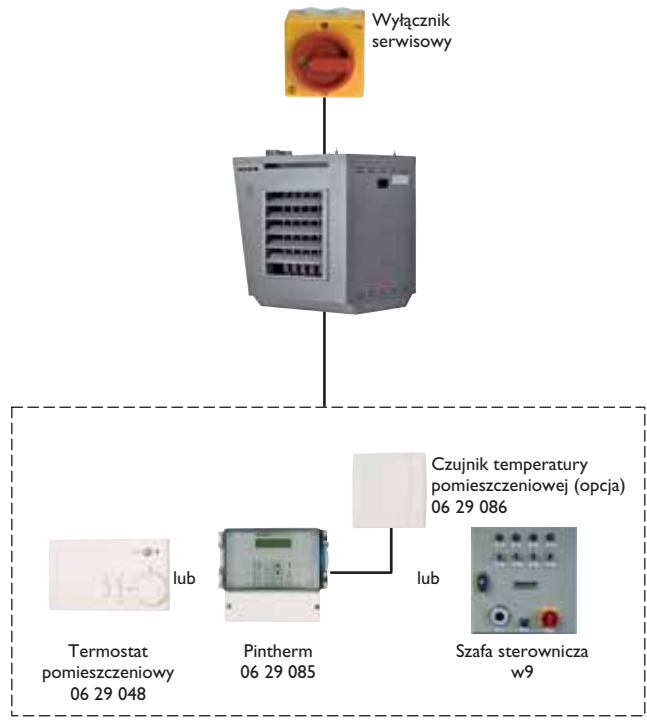 Wyłącznik
serwisowy
Czujnik temperatury
pomieszczeniowej (opcja)
06 29 086
lub
lub
Termostat
pomieszczeniowy
06 29 048
Pintherm
06 29 085
Szafa sterownicza
w9